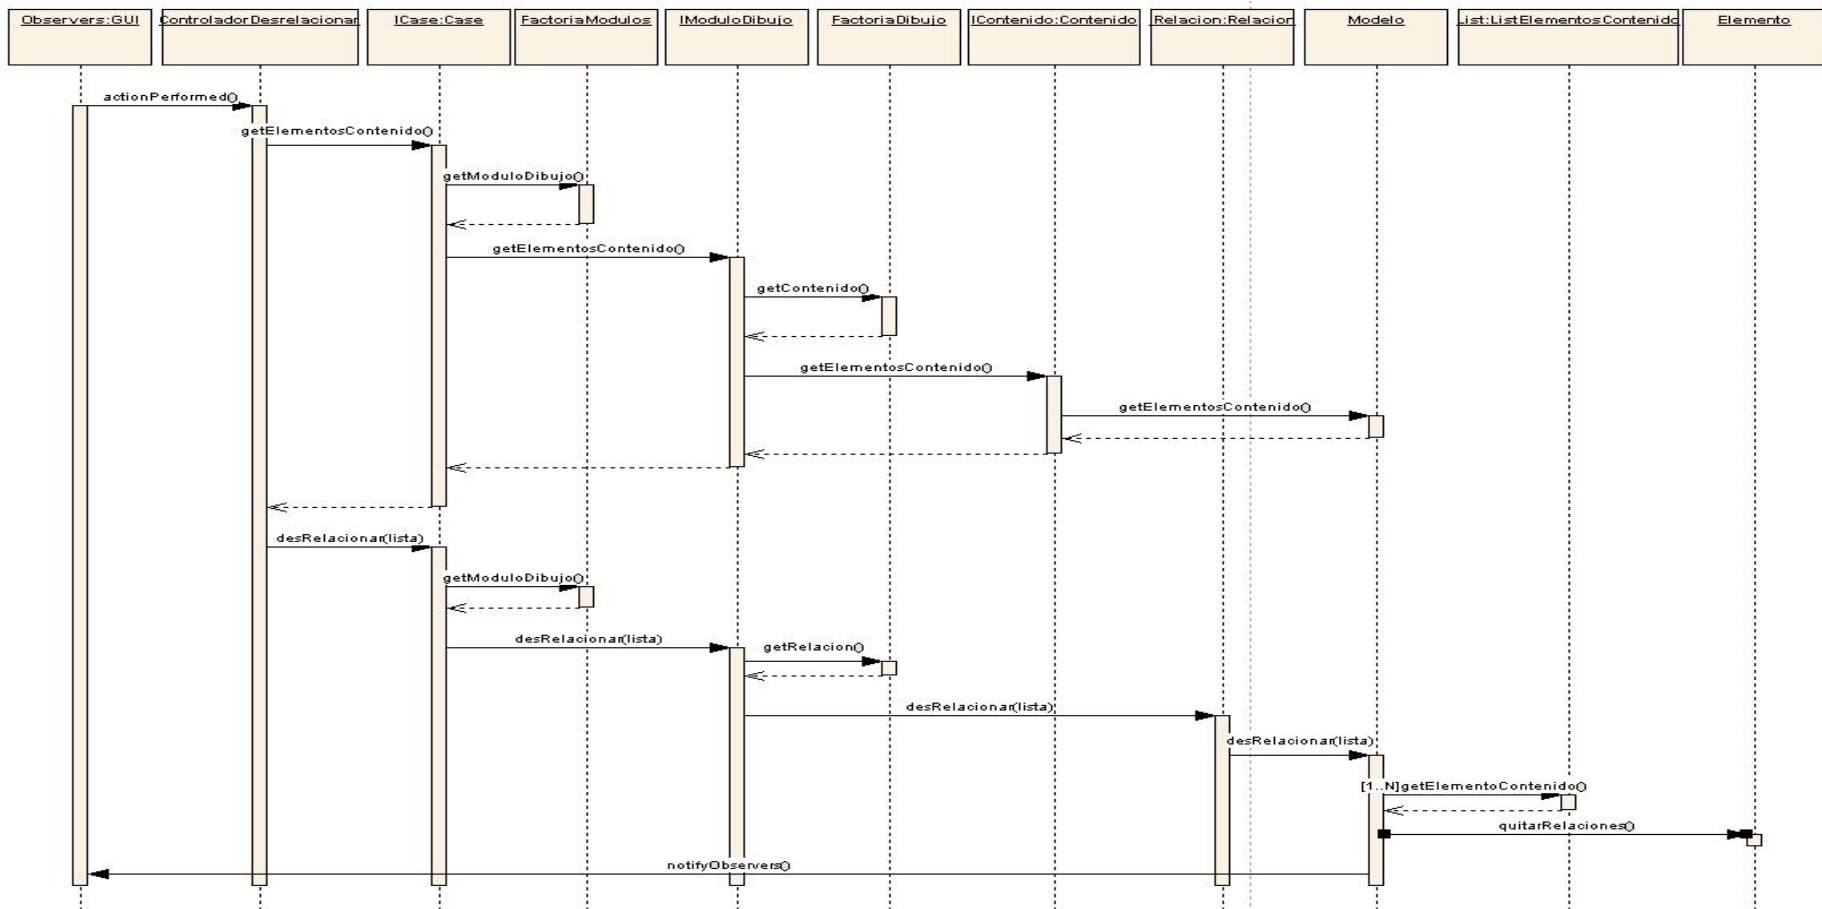 Observers:GUI
ControladorDesrelacionar
ICase:Case
FactoriaModulos
IModuloDibujo
FactoriaDibujo
IContenido:Contenido
Relacion:Relacion
Modelo
List:ListElementosContenido
Elemento
actionPerformed()
getElementosContenido()
getModuloDibujo()
getElementosContenido()
getContenido()
getElementosContenido()
getElementosContenido()
desRelacionar(lista)
getModuloDibujo()
desRelacionar(lista)
getRelacion()
desRelacionar(lista)
desRelacionar(lista)
[1..N]getElementoContenido()
quitarRelaciones()
notifyObservers()